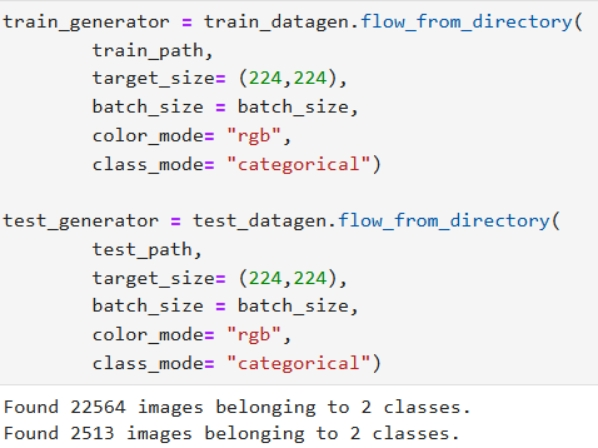 train_generator = train_datagen.flow_from_directory(
        train_path,
        target_size= (224,224),
        batch_size = batch_size,
        color_mode= "rgb",
        class_mode= "categorical")

test_generator = test_datagen.flow_from_directory(
        test_path,
        target_size= (224,224),
        batch_size = batch_size,
        color_mode= "rgb",
        class_mode= "categorical")
Found 22564 images belonging to 2 classes.
Found 2513 images belonging to 2 classes.